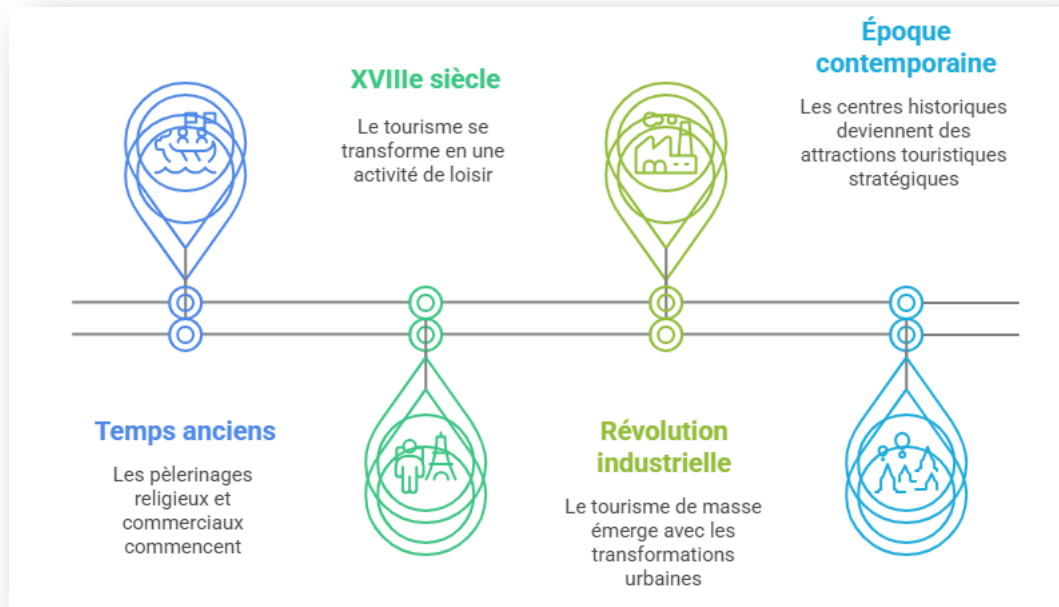 Temps anciens
Les pèlerinages
religieux et
commerciaux
commencent
XVIIIe siècle
Le tourisme se
transforme en une
activité de loisir
Révolution
industrielle
Le tourisme de masse
émerge avec les
transformations
urbaines
Époque
contemporaine
Les centres historiques
deviennent des
attractions touristiques
stratégiques